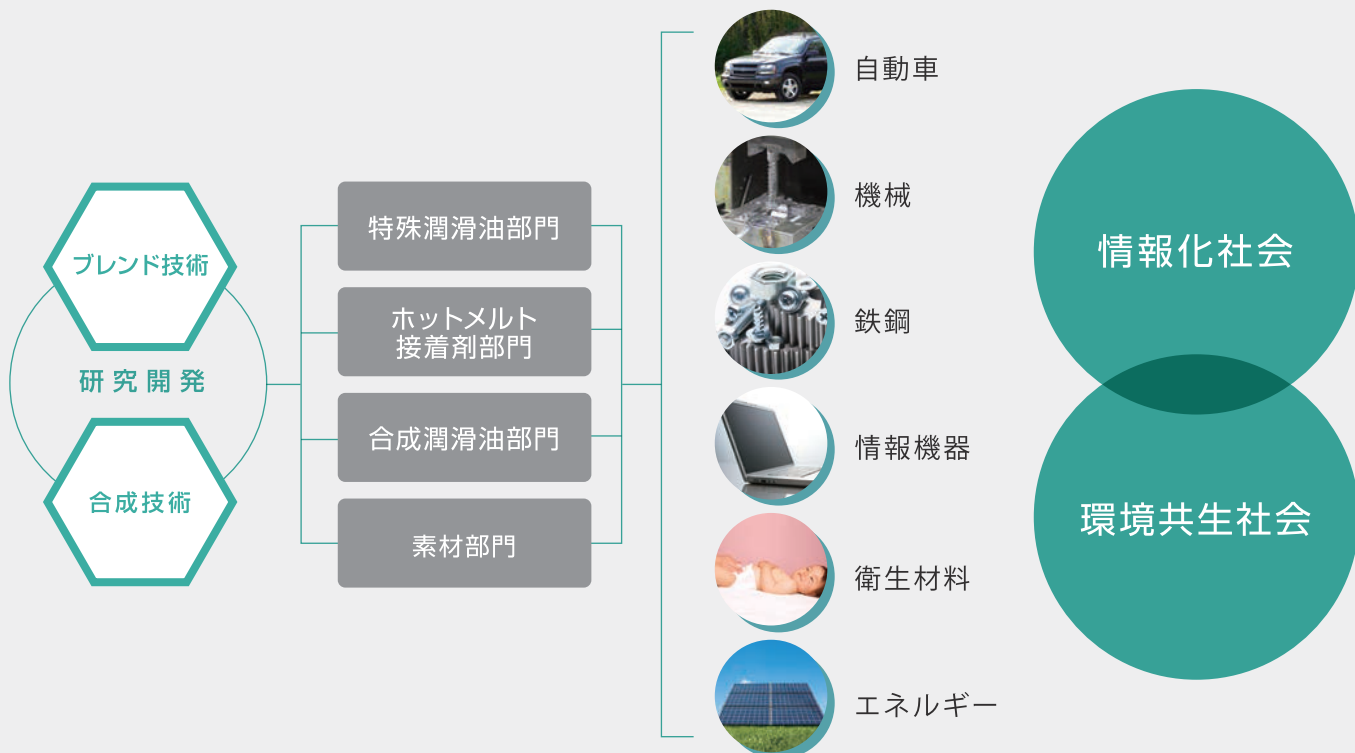 ブレンド技術
研究開発
合成技術
特殊潤滑油部門
ホットメルト
接着剤部門
合成潤滑油部門
素材部門
自動車
機械
鉄鋼
情報機器
衛生材料
エネルギー
情報化社会
環境共生社会